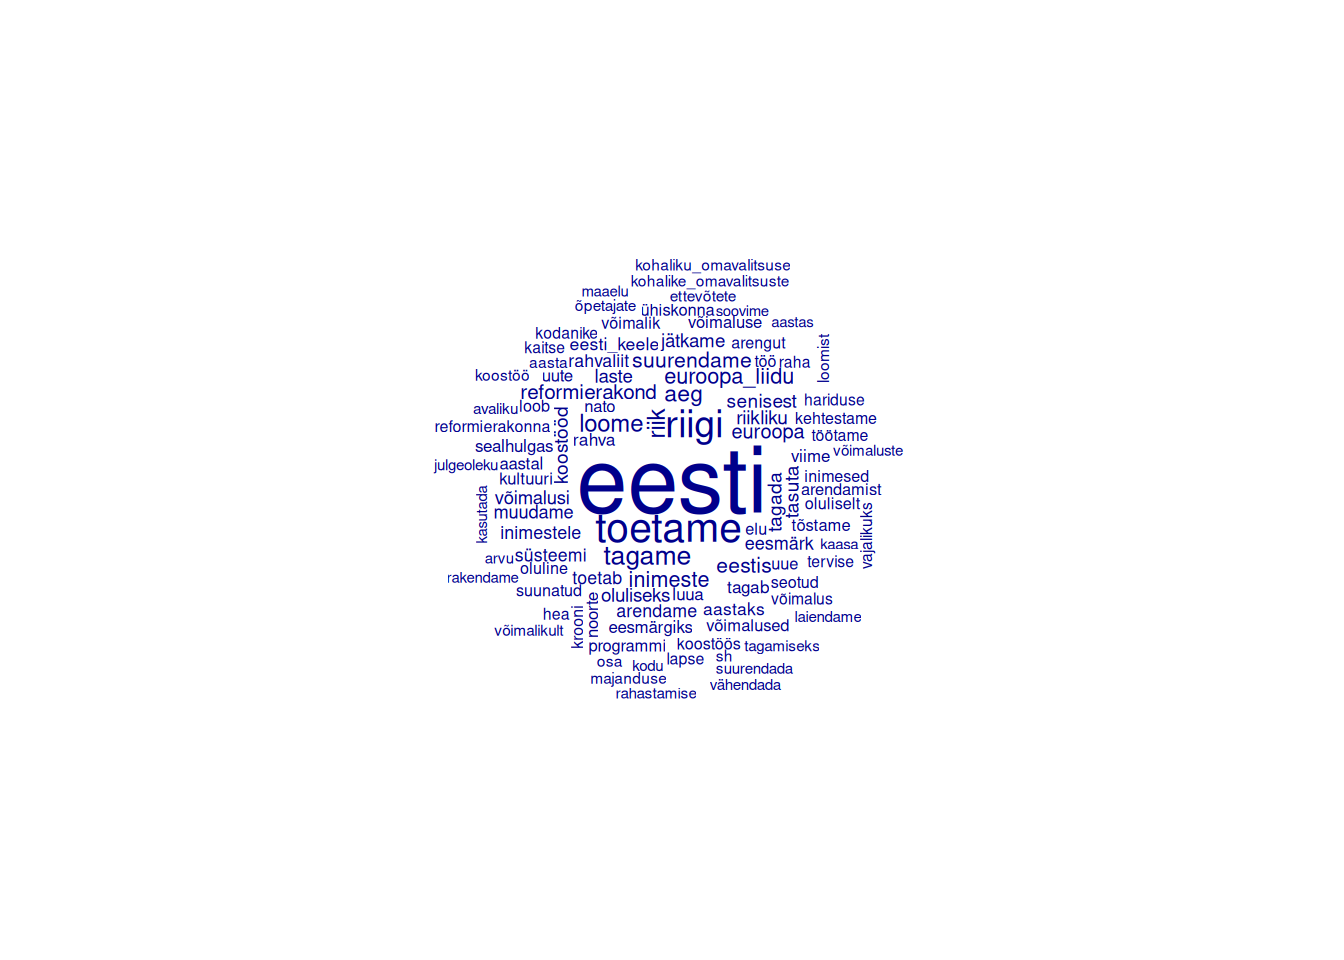 kohaliku_omavalitsuse
kohalike_omavalitsuste
maaelu ettevõtete
õpetajate ühiskonna soovime
võimalik võimaluse aastas
kodanike
kaitse eesti_keele jätkame arengut
aasta rahvaliit suurendame töö raha loomist
koostöö uute laste euroopa_liidu
reformierakond aeg senisest hariduse
avaliku loob nato
reformierakonna koostööd loome riik riigi riikliku kehtestame
rahva euroopa töötame
sealhulgas võimaluste
julgeoleku aastal viime
kultuuri eesti tagada tasuta inimesed
kasutada võimalusi arendamist
muudame oluliselt
inimestele toetame elu tõstame
eesmärk kaasa vajalikuks
arvu süsteemi tagame
oluline eestis uue tervise
rakendame toetab inimeste seotud
suunatud oluliseks luua tagab
võimalus
hea krooni noorte arendame aastaks laiendame
võimalikult eesmärgiks võimalused
programmi koostöös tagamiseks
osa kodu lapse sh
suurendada
majanduse vähendada
rahastamise